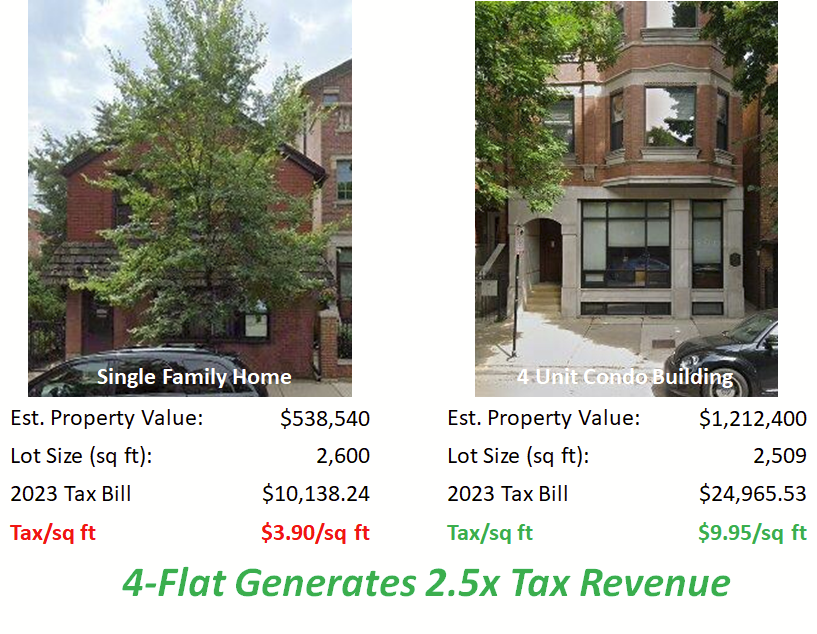 Single Family Home
Est. Property Value: $538,540
Lot Size (sq ft): 2,600
2023 Tax Bill $10,138.24
Tax/sq ft $3.90/sq ft
4 Unit Condo Building
Est. Property Value: $1,212,400
Lot Size (sq ft): 2,509
2023 Tax Bill $24,965.53
Tax/sq ft $9.95/sq ft
4-Flat Generates 2.5x Tax Revenue